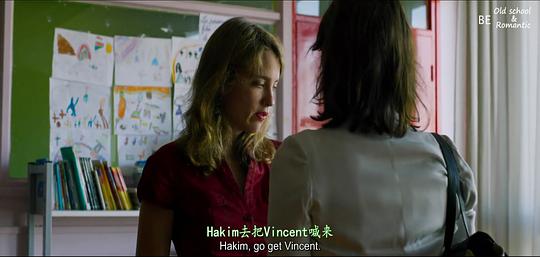 BE Old school
&
Romantic
Hakim去把Vincent喊来
Hakim, go get Vincent.